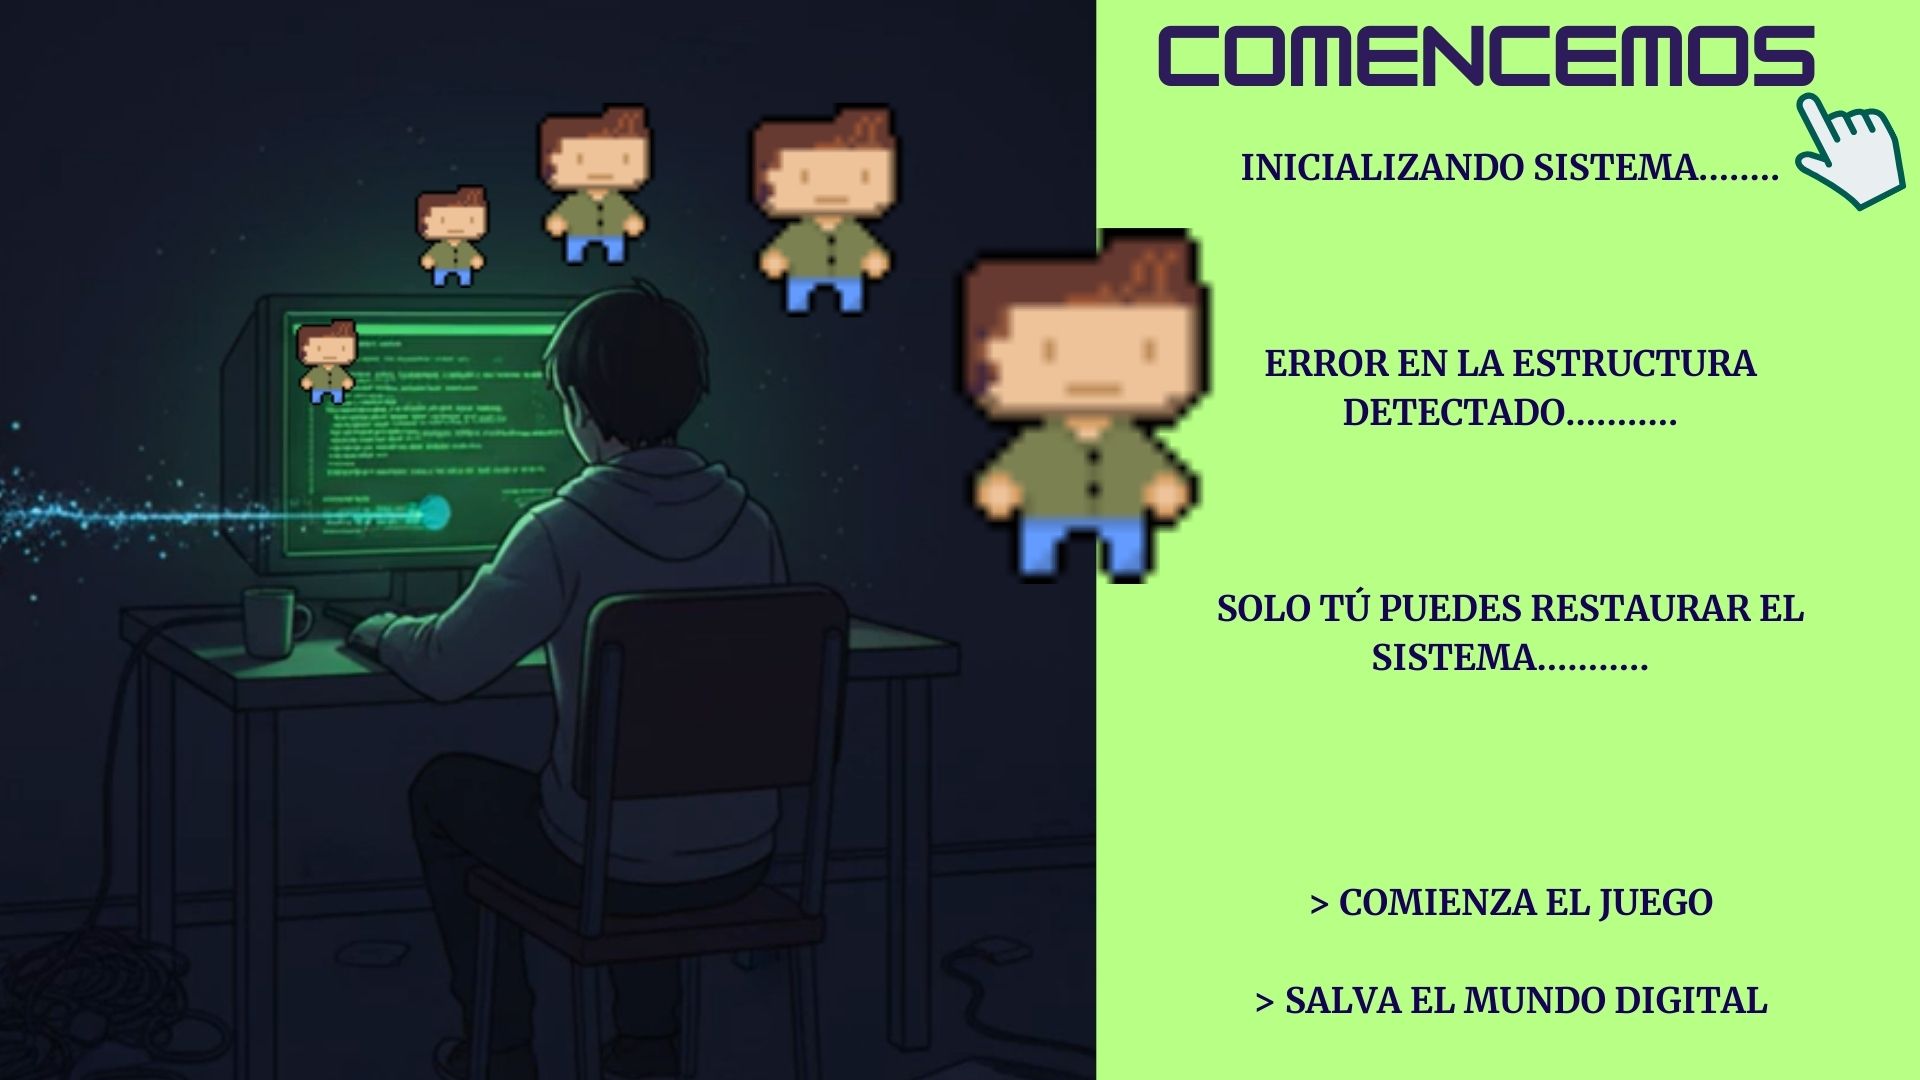 COMENCEMOS
INICIALIZANDO SISTEMA........
ERROR EN LA ESTRUCTURA
DETECTADO...........
SOLO TÚ PUEDES RESTAURAR EL
SISTEMA...........
> COMIENZA EL JUEGO
> SALVA EL MUNDO DIGITAL